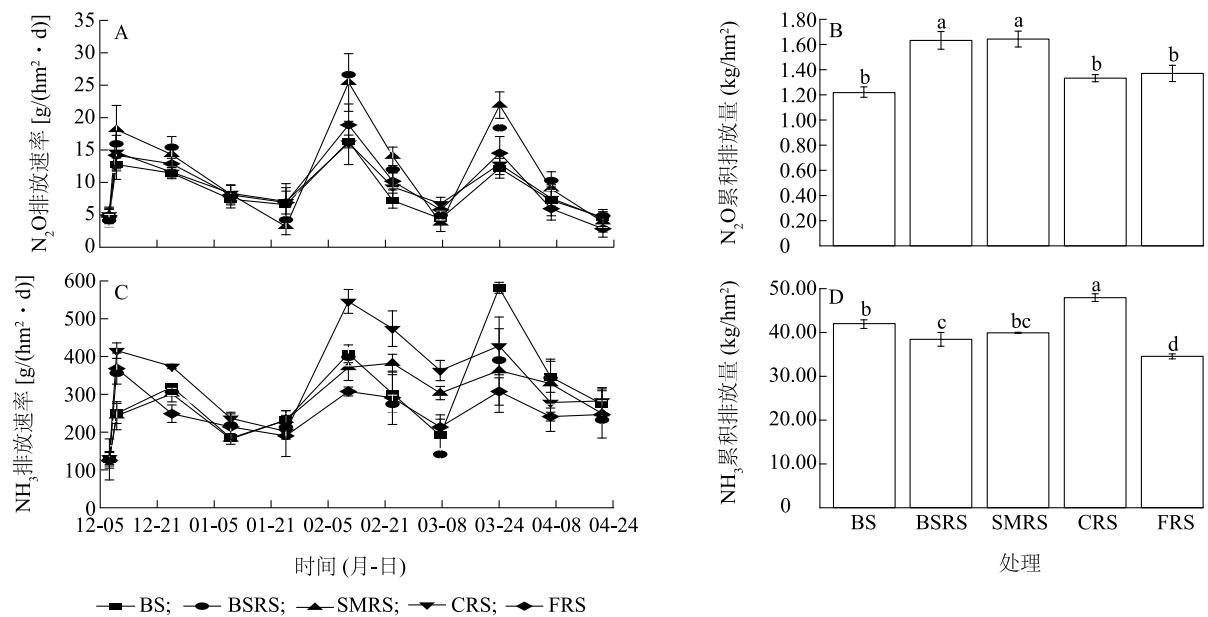 A
N₂O排放速率 [g/(hm²·d)]
35
30
25
20
15
10
5
0
B
N₂O累积排放量 (kg/hm²)
1.80
1.60
1.40
1.20
1.00
0.80
0.60
0.40
0.20
0
b
a
a
b
b
C
NH₃排放速率 [g/(hm²·d)]
600
500
400
300
200
100
0
12-05 12-21 01-05 01-21 02-05 02-21 03-08 03-24 04-08 04-24
时间 (月-日)
D
NH₃累积排放量 (kg/hm²)
50.00
40.00
30.00
20.00
10.00
0
b
c
bc
a
d
BS BSRS SMRS CRS FRS
处理
BS; BSRS; SMRS; CRS; FRS